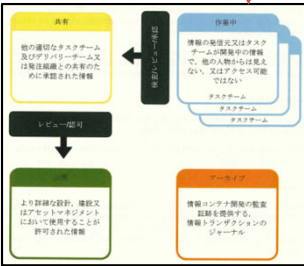 共有
他の適切なタスクチーム
及びデリバリーチーム又
は発注組織との共有のた
めに承認された情報
作業中
情報の発信元又はタスク
チームが開発中の情報
で、他の人物からは見え
ない、又はアクセス可能
ではない
タスクチーム
タスクチーム
タスクチーム
レビュー/認可
より詳細な設計、建設又
はアセットマネジメント
において使用することが
許可された情報
アーカイブ
情報コンテナ開発の監査
証跡を提供する、
情報トランザクションの
ジャーナル